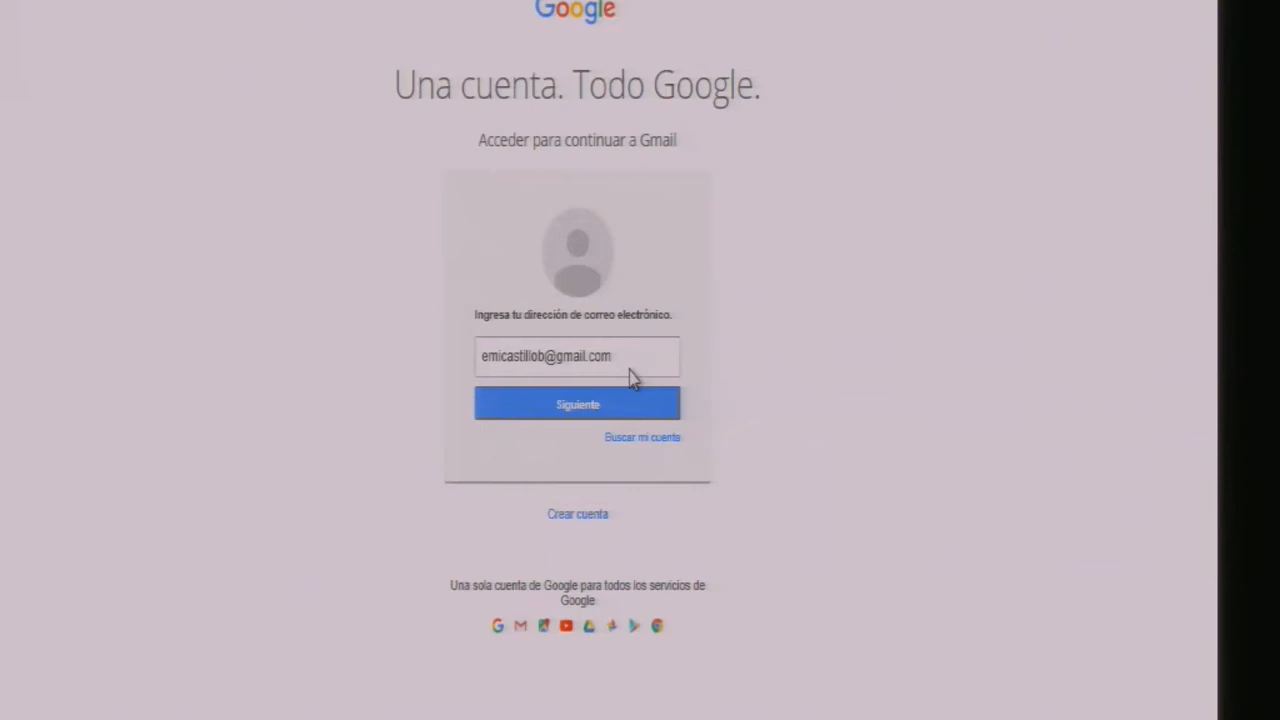 Google
Una cuenta. Todo Google.
Acceder para continuar a Gmail
Ingresa tu dirección de correo electrónico.
emicastillob@gmail.com
Siguiente
Buscar mi cuenta
Crear cuenta
Una sola cuenta de Google para todos los servicios de
Google